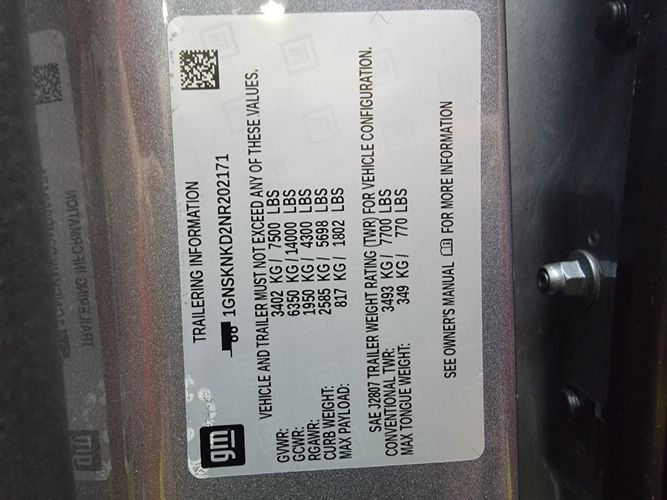 gm
TRAILERING INFORMATION
1GNSKNKD2NR202171
VEHICLE AND TRAILER MUST NOT EXCEED ANY OF THESE VALUES.
GVWR: 3402 KG / 7500 LBS
GCWR: 6350 KG / 14000 LBS
RGAWR: 1950 KG / 4300 LBS
CURB WEIGHT: 2585 KG / 5698 LBS
MAX PAYLOAD: 817 KG / 1802 LBS
SAE J2807 TRAILER WEIGHT RATING (TWR) FOR VEHICLE CONFIGURATION.
CONVENTIONAL TWR: 3493 KG / 7700 LBS
MAX TONGUE WEIGHT: 349 KG / 770 LBS
SEE OWNER'S MANUAL FOR MORE INFORMATION